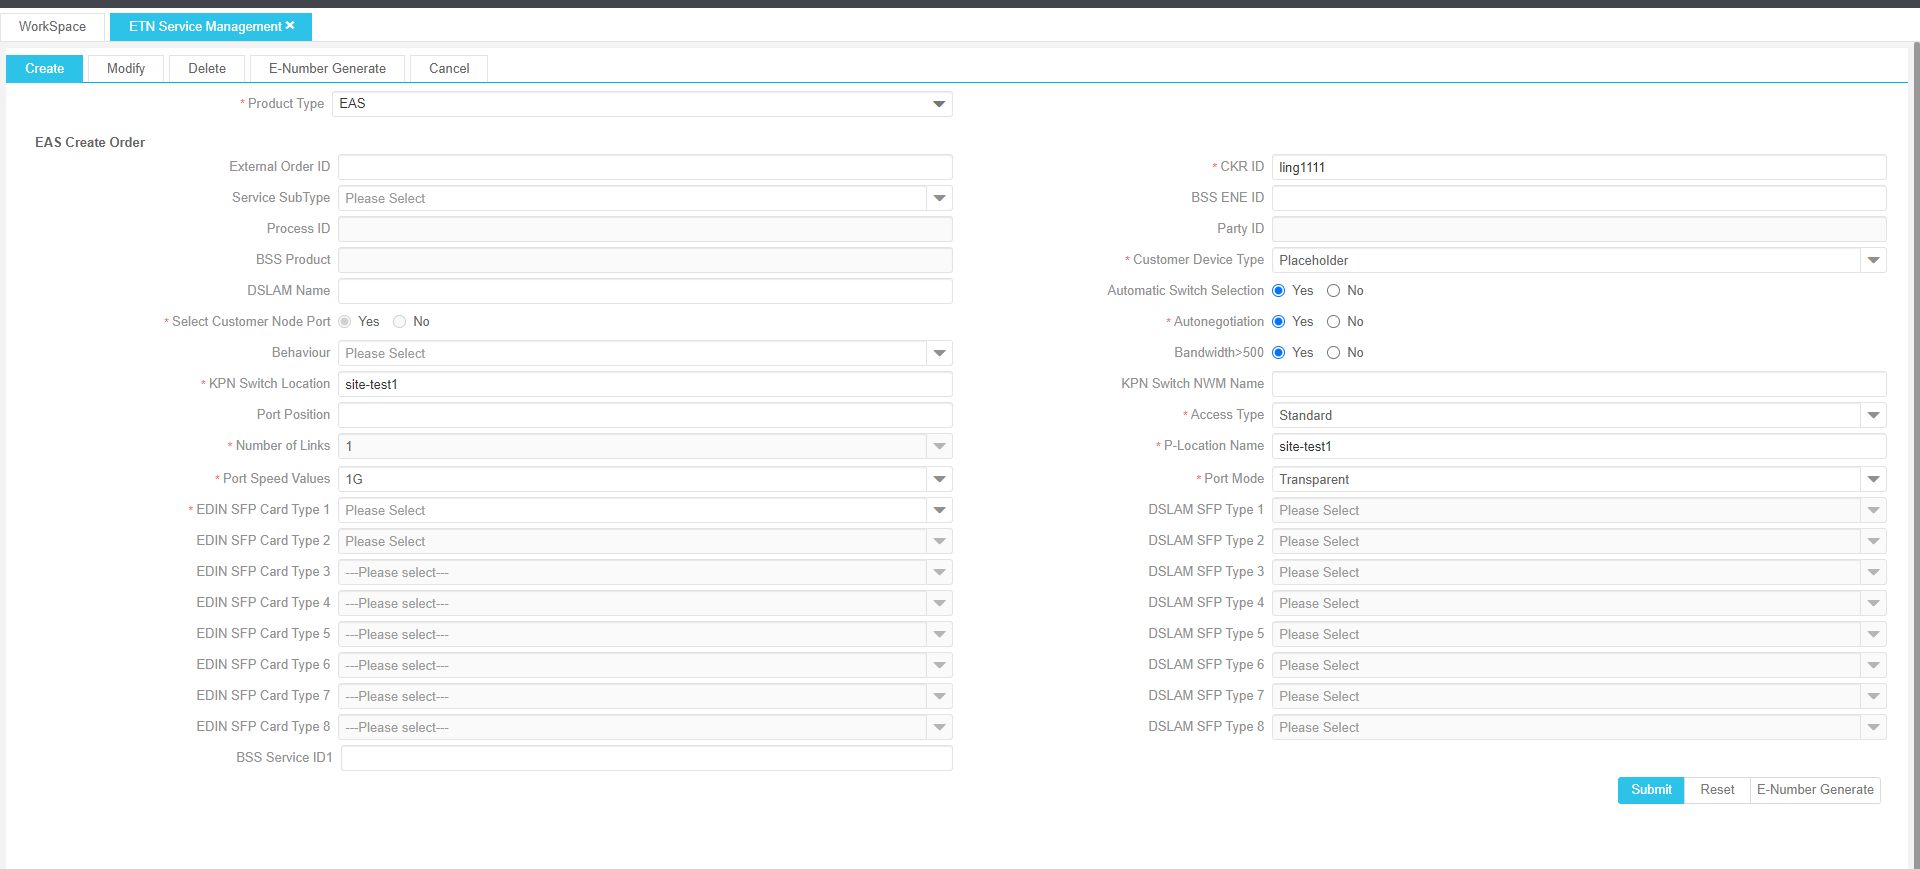 WorkSpace ETN Service Management ×
Create Modify Delete E-Number Generate Cancel
* Product Type EAS
EAS Create Order
External Order ID * CKR ID ling1111
Service SubType Please Select BSS ENE ID
Process ID Party ID
BSS Product * Customer Device Type Placeholder
DSLAM Name Automatic Switch Selection Yes No
* Select Customer Node Port Yes No * Autonegotiation Yes No
Behaviour Please Select Bandwidth>500 Yes No
* KPN Switch Location site-test1 KPN Switch NWM Name
Port Position * Access Type Standard
* Number of Links 1 * P-Location Name site-test1
* Port Speed Values 1G * Port Mode Transparent
* EDIN SFP Card Type 1 Please Select DSLAM SFP Type 1 Please Select
EDIN SFP Card Type 2 Please Select DSLAM SFP Type 2 Please Select
EDIN SFP Card Type 3 ---Please select--- DSLAM SFP Type 3 Please Select
EDIN SFP Card Type 4 ---Please select--- DSLAM SFP Type 4 Please Select
EDIN SFP Card Type 5 ---Please select--- DSLAM SFP Type 5 Please Select
EDIN SFP Card Type 6 ---Please select--- DSLAM SFP Type 6 Please Select
EDIN SFP Card Type 7 ---Please select--- DSLAM SFP Type 7 Please Select
EDIN SFP Card Type 8 ---Please select--- DSLAM SFP Type 8 Please Select
BSS Service ID1
Submit Reset E-Number Generate